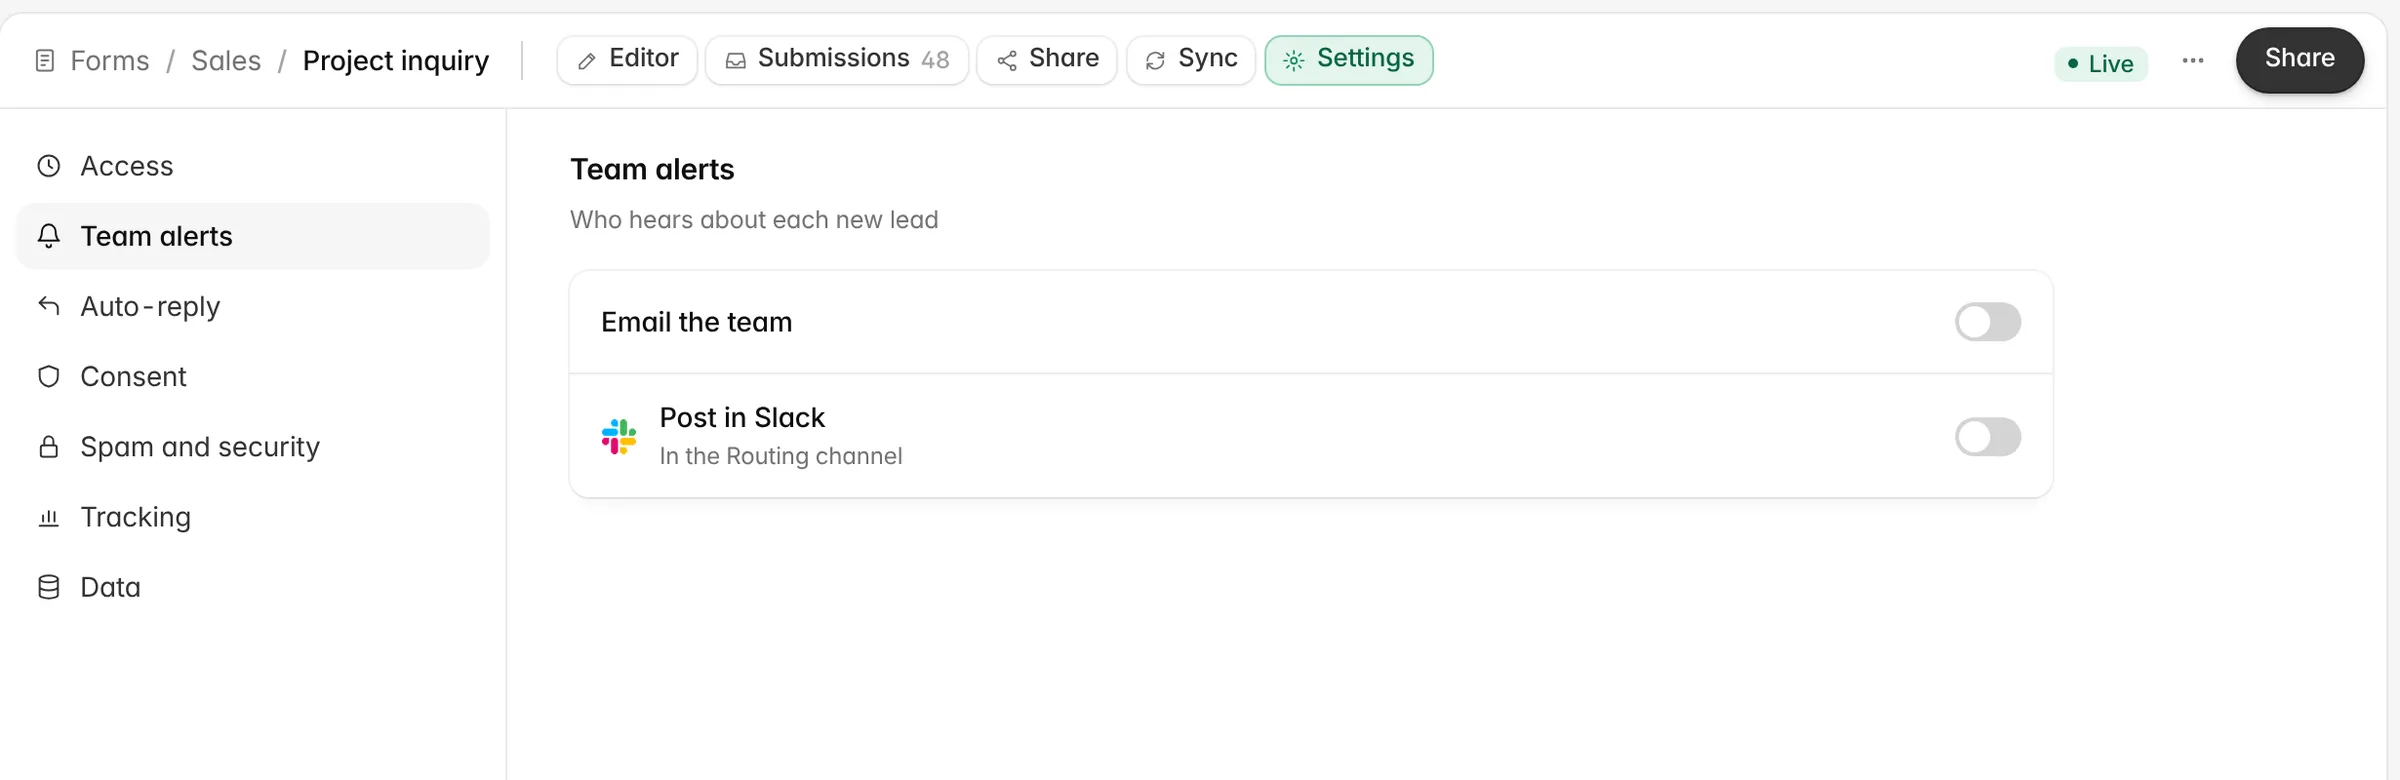 Forms / Sales / Project inquiry
Editor
Submissions 48
Share
Sync
Settings
Live
Share
Access
Team alerts
Auto-reply
Consent
Spam and security
Tracking
Data
Team alerts
Who hears about each new lead
Email the team
Post in Slack
In the Routing channel